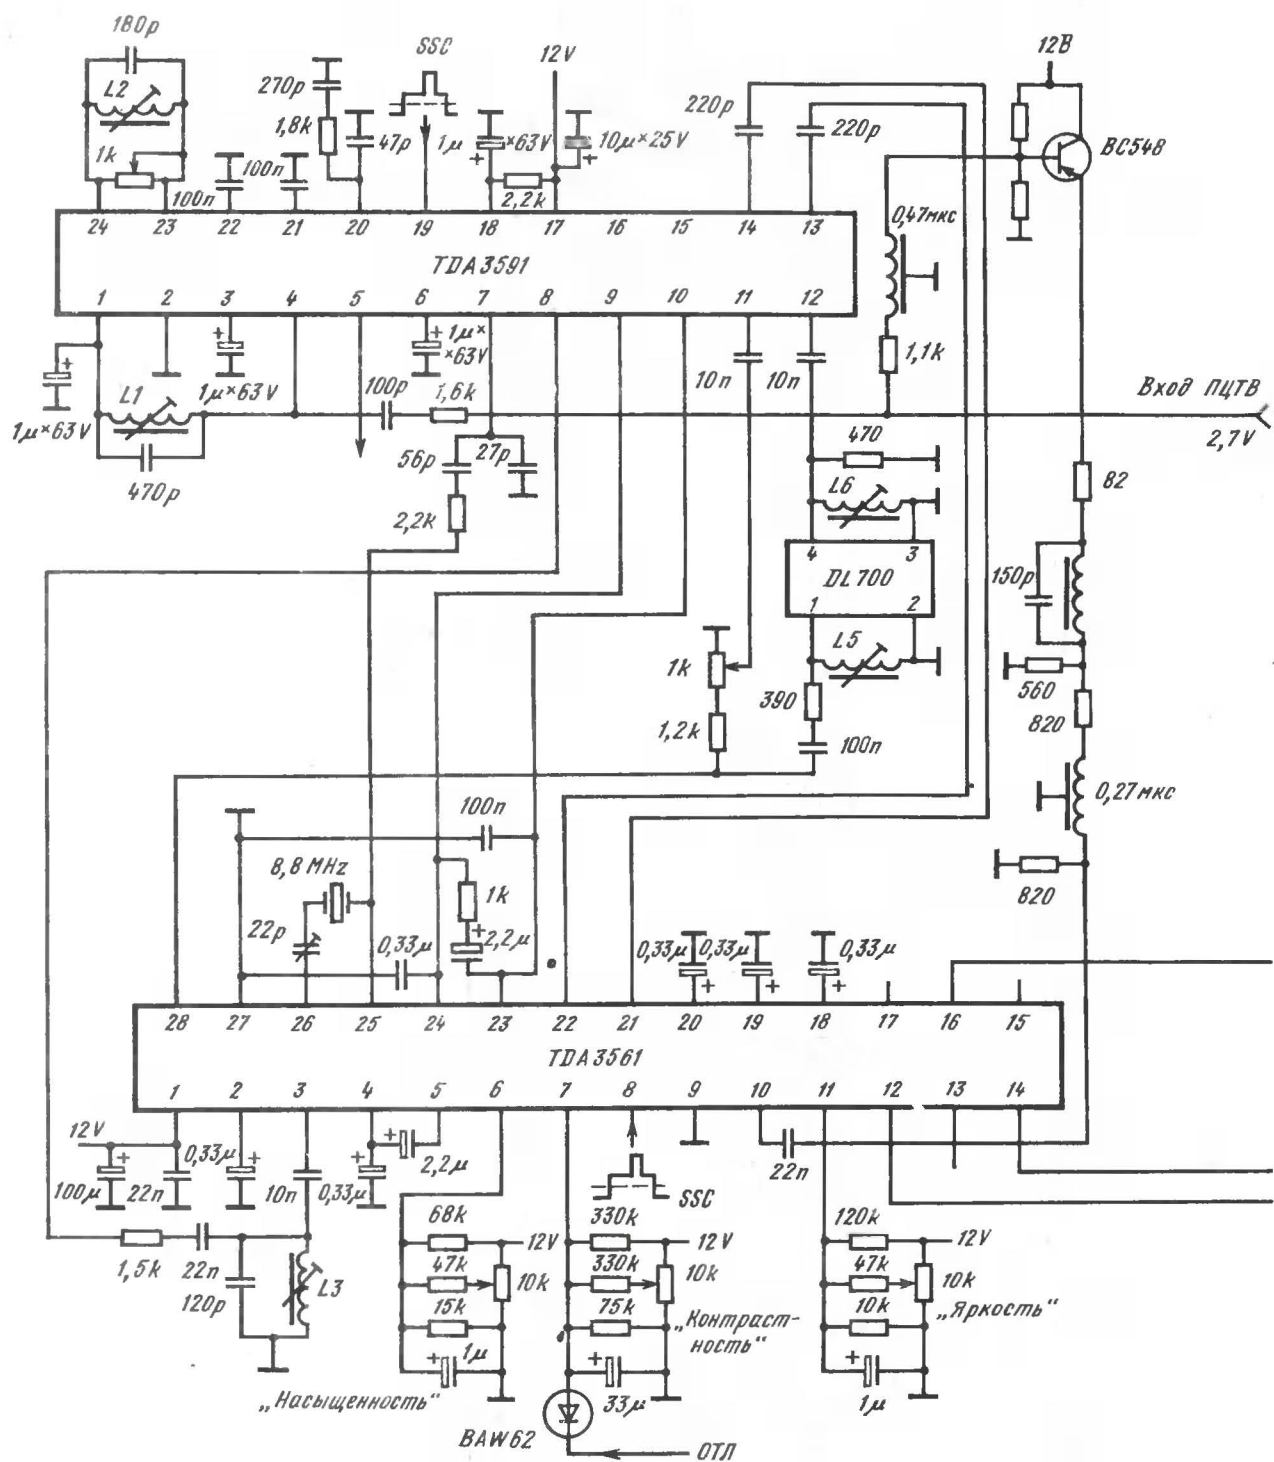 180p
SSC
12V
12В
L2
270p
220p
1,8k
47p
1μ
×63V
10μ×25V
220p
BC548
1k
100n
100n
2,2k
0,47мкс
24 23 22 21 20 19 18 17 16 15 14 13
TDA3591
1 2 3 4 5 6 7 8 9 10 11 12
1μ×
×63V
1,1k
L1
1μ×63V
100p
1,6k
10n
10n
Вход ПЦТВ
1μ×63V
2,7V
470p
56p
27p
470
82
2,2k
L6
4 3
DL700
150p
1 2
1k
L5
560
390
820
1,2k
100n
0,27мкс
100n
8,8MHz
1k
820
22p
0,33μ
2,2μ
0,33μ
0,33μ
0,33μ
28 27 26 25 24 23 22 21 20 19 18 17 16 15
TDA3561
1 2 3 4 5 6 7 8 9 10 11 12 13 14
12V
0,33μ
2,2μ
22n
100μ
22n
10n
0,33μ
SSC
68k
330k
120k
12V
12V
12V
1,5k
22n
L3
47k
10k
330k
10k
47k
10k
120p
15k
75k
10k
„Яркость“
„Контраст-
ность“
1μ
„Насыщенность“
33μ
1μ
BAW62
ОТЛ